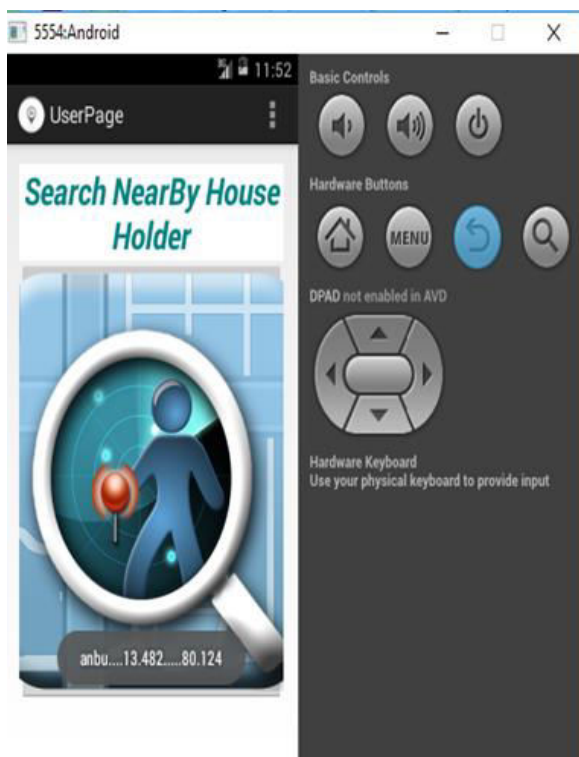 5554:Android
3G 11:52
UserPage
Search NearBy House
Holder
anbu....13.482.....80.124
Basic Controls
Hardware Buttons
MENU
DPAD not enabled in AVD
Hardware Keyboard
Use your physical keyboard to provide input